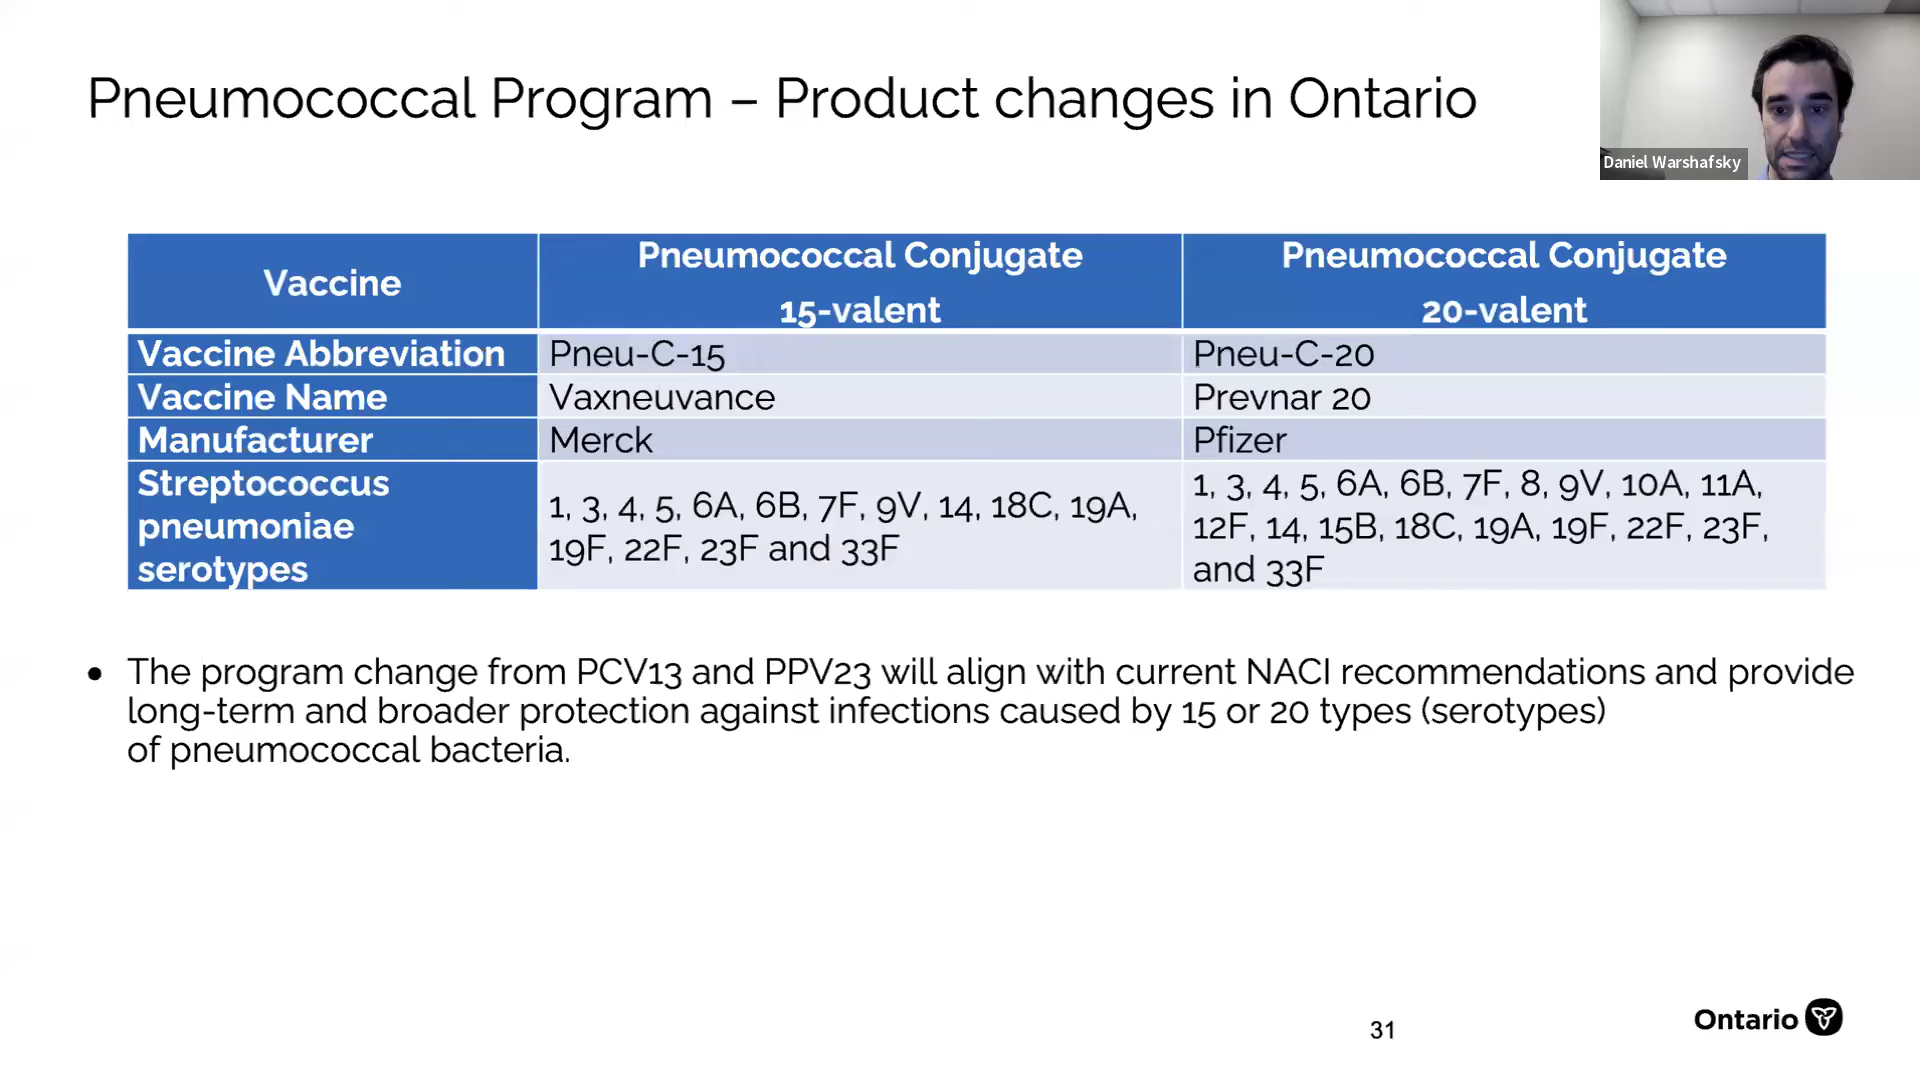 Pneumococcal Program – Product changes in Ontario
Daniel Warshafsky
Vaccine
Pneumococcal Conjugate
15-valent
Pneumococcal Conjugate
20-valent
Vaccine Abbreviation
Pneu-C-15
Pneu-C-20
Vaccine Name
Vaxneuvance
Prevnar 20
Manufacturer
Merck
Pfizer
Streptococcus
pneumoniae
serotypes
1, 3, 4, 5, 6A, 6B, 7F, 9V, 14, 18C, 19A,
19F, 22F, 23F and 33F
1, 3, 4, 5, 6A, 6B, 7F, 8, 9V, 10A, 11A,
12F, 14, 15B, 18C, 19A, 19F, 22F, 23F,
and 33F
• The program change from PCV13 and PPV23 will align with current NACI recommendations and provide
long-term and broader protection against infections caused by 15 or 20 types (serotypes)
of pneumococcal bacteria.
31
Ontario